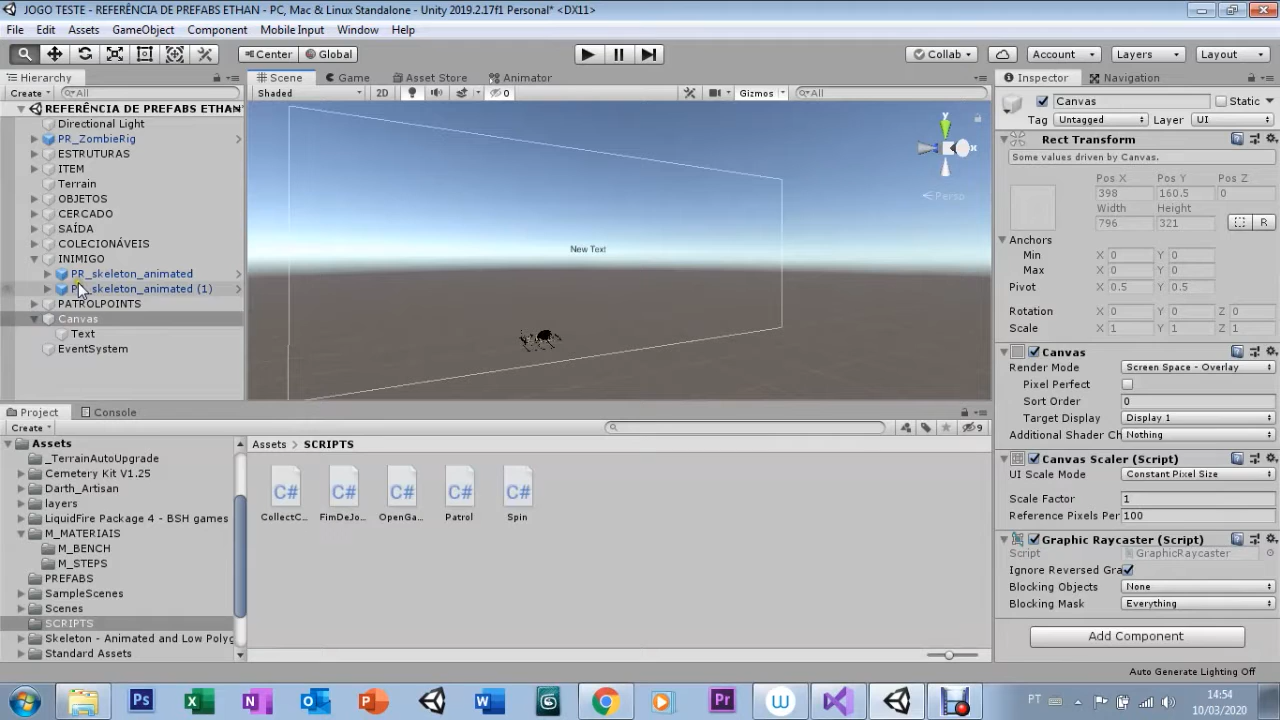 JOGO TESTE - REFERÊNCIA DE PREFABS ETHAN - PC, Mac & Linux Standalone - Unity 2019.2.17f1 Personal* <DX11>
File Edit Assets GameObject Component Mobile Input Window Help
Center Global Collab Account Layers Layout
Hierarchy Scene Game Asset Store Animator Inspector Navigation
Create All Shaded 2D 0 Gizmos All Canvas Static
REFERÊNCIA DE PREFABS ETHAN
Tag Untagged Layer UI
Directional Light
PR_ZombieRig
ESTRUTURAS
ITEM
Terrain
OBJETOS
CERCADO
SAÍDA
COLECIONÁVEIS
INIMIGO
PR_skeleton_animated
_skeleton_animated (1)
PATROLPOINTS
Canvas
Text
EventSystem
y
x
Persp
New Text
Rect Transform
Some values driven by Canvas.
Pos X Pos Y Pos Z
398 160.5 0
Width Height
796 321
R
Anchors
Min X 0 Y 0
Max X 0 Y 0
Pivot X 0.5 Y 0.5
Rotation X 0 Y 0 Z 0
Scale X 1 Y 1 Z 1
Canvas
Render Mode Screen Space - Overlay
Pixel Perfect
Sort Order 0
Target Display Display 1
Additional Shader Ch Nothing
Canvas Scaler (Script)
UI Scale Mode Constant Pixel Size
Scale Factor 1
Reference Pixels Per 100
Graphic Raycaster (Script)
Script GraphicRaycaster
Ignore Reversed Gra
Blocking Objects None
Blocking Mask Everything
Add Component
Auto Generate Lighting Off
Project Console
Create 9
Assets
_TerrainAutoUpgrade
Cemetery Kit V1.25
Darth_Artisan
layers
LiquidFire Package 4 - BSH games
M_MATERIAIS
M_BENCH
M_STEPS
PREFABS
SampleScenes
Scenes
SCRIPTS
Skeleton - Animated and Low Polyg
Standard Assets
Assets > SCRIPTS
C# C# C# C# C#
CollectC... FimDeJo... OpenGa... Patrol Spin
Ps N W Pr W
PT 14:54
10/03/2020